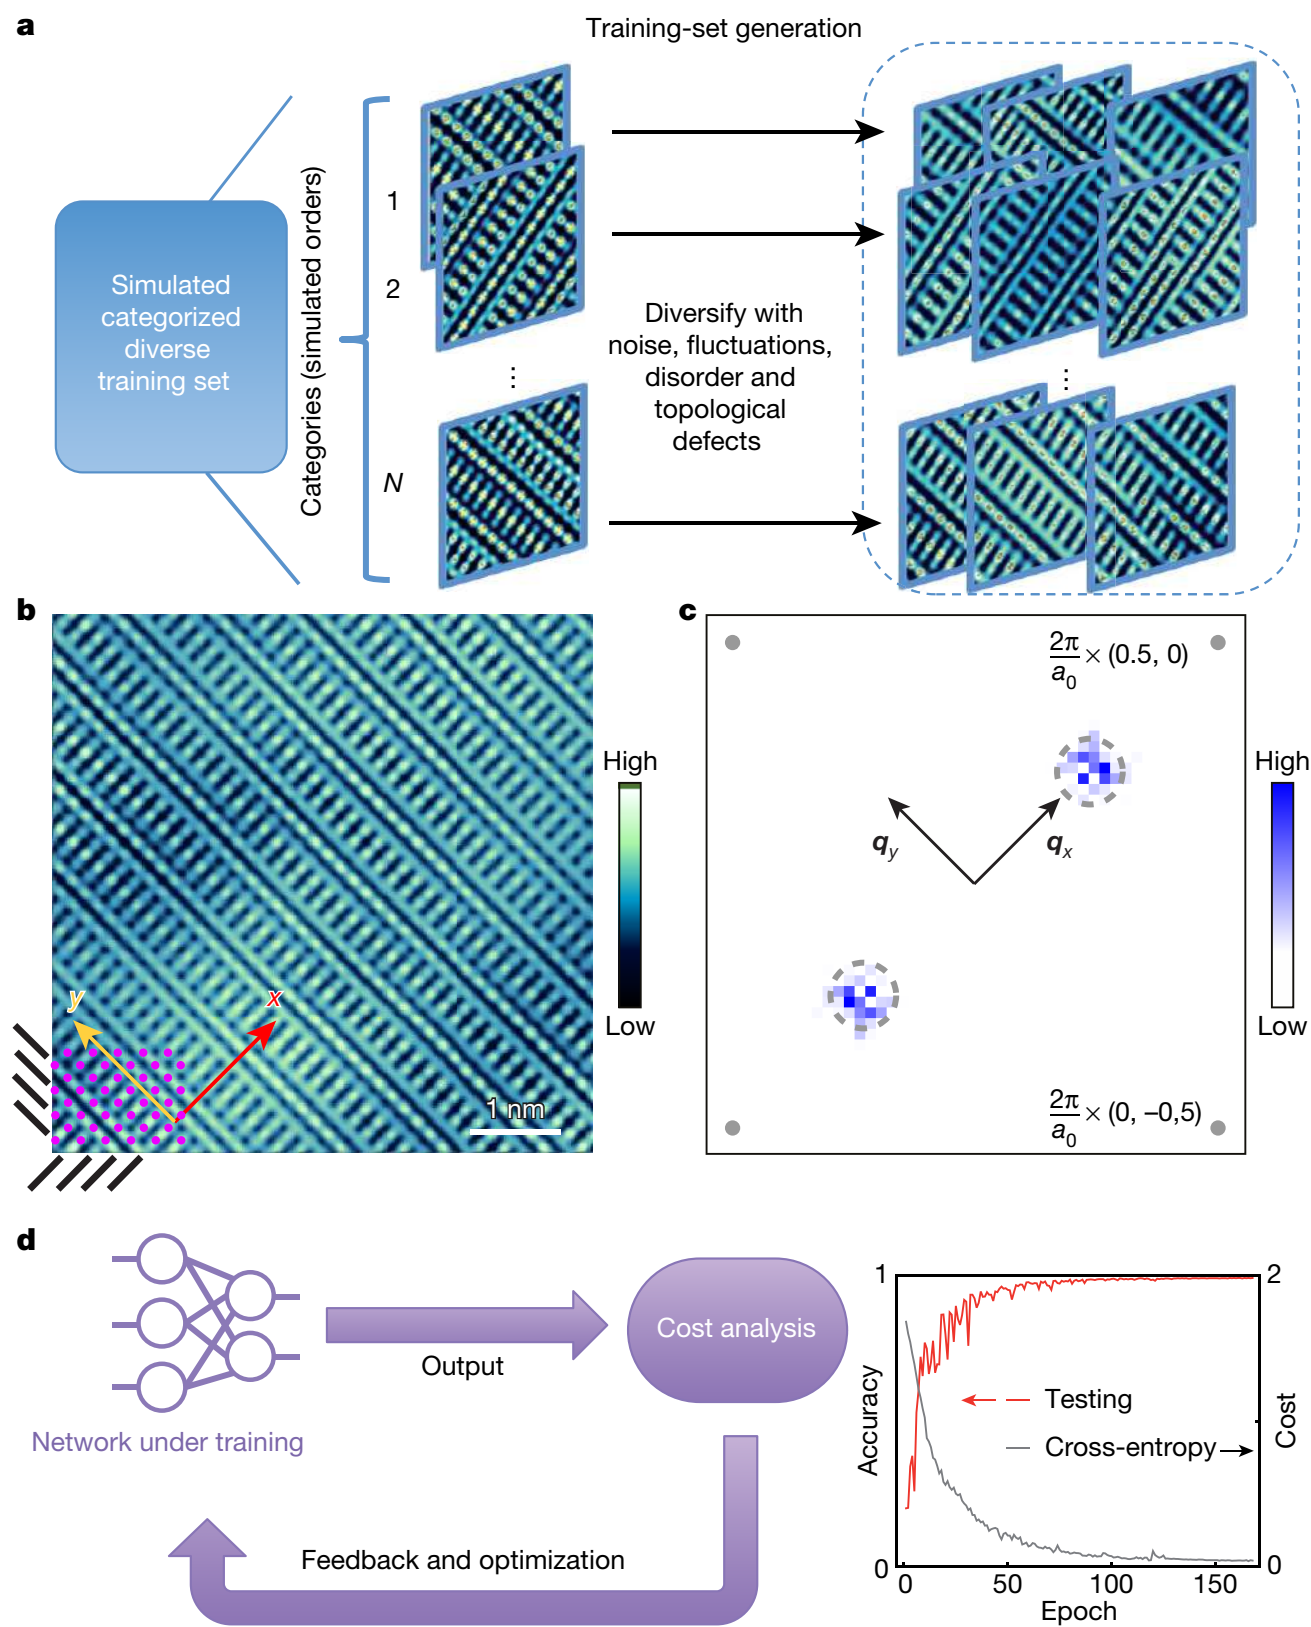 a
Training-set generation
Simulated
categorized
diverse
training set
Categories (simulated orders)
1
2
⋮
N
Diversify with
noise, fluctuations,
disorder and
topological
defects
⋮
b
High
Low
y
x
1 nm
c
2π/a0 × (0.5, 0)
qy
qx
2π/a0 × (0, –0,5)
High
Low
d
Network under training
Output
Cost analysis
Feedback and optimization
1
0
Accuracy
2
0
Cost
Testing
Cross-entropy
0 50 100 150
Epoch